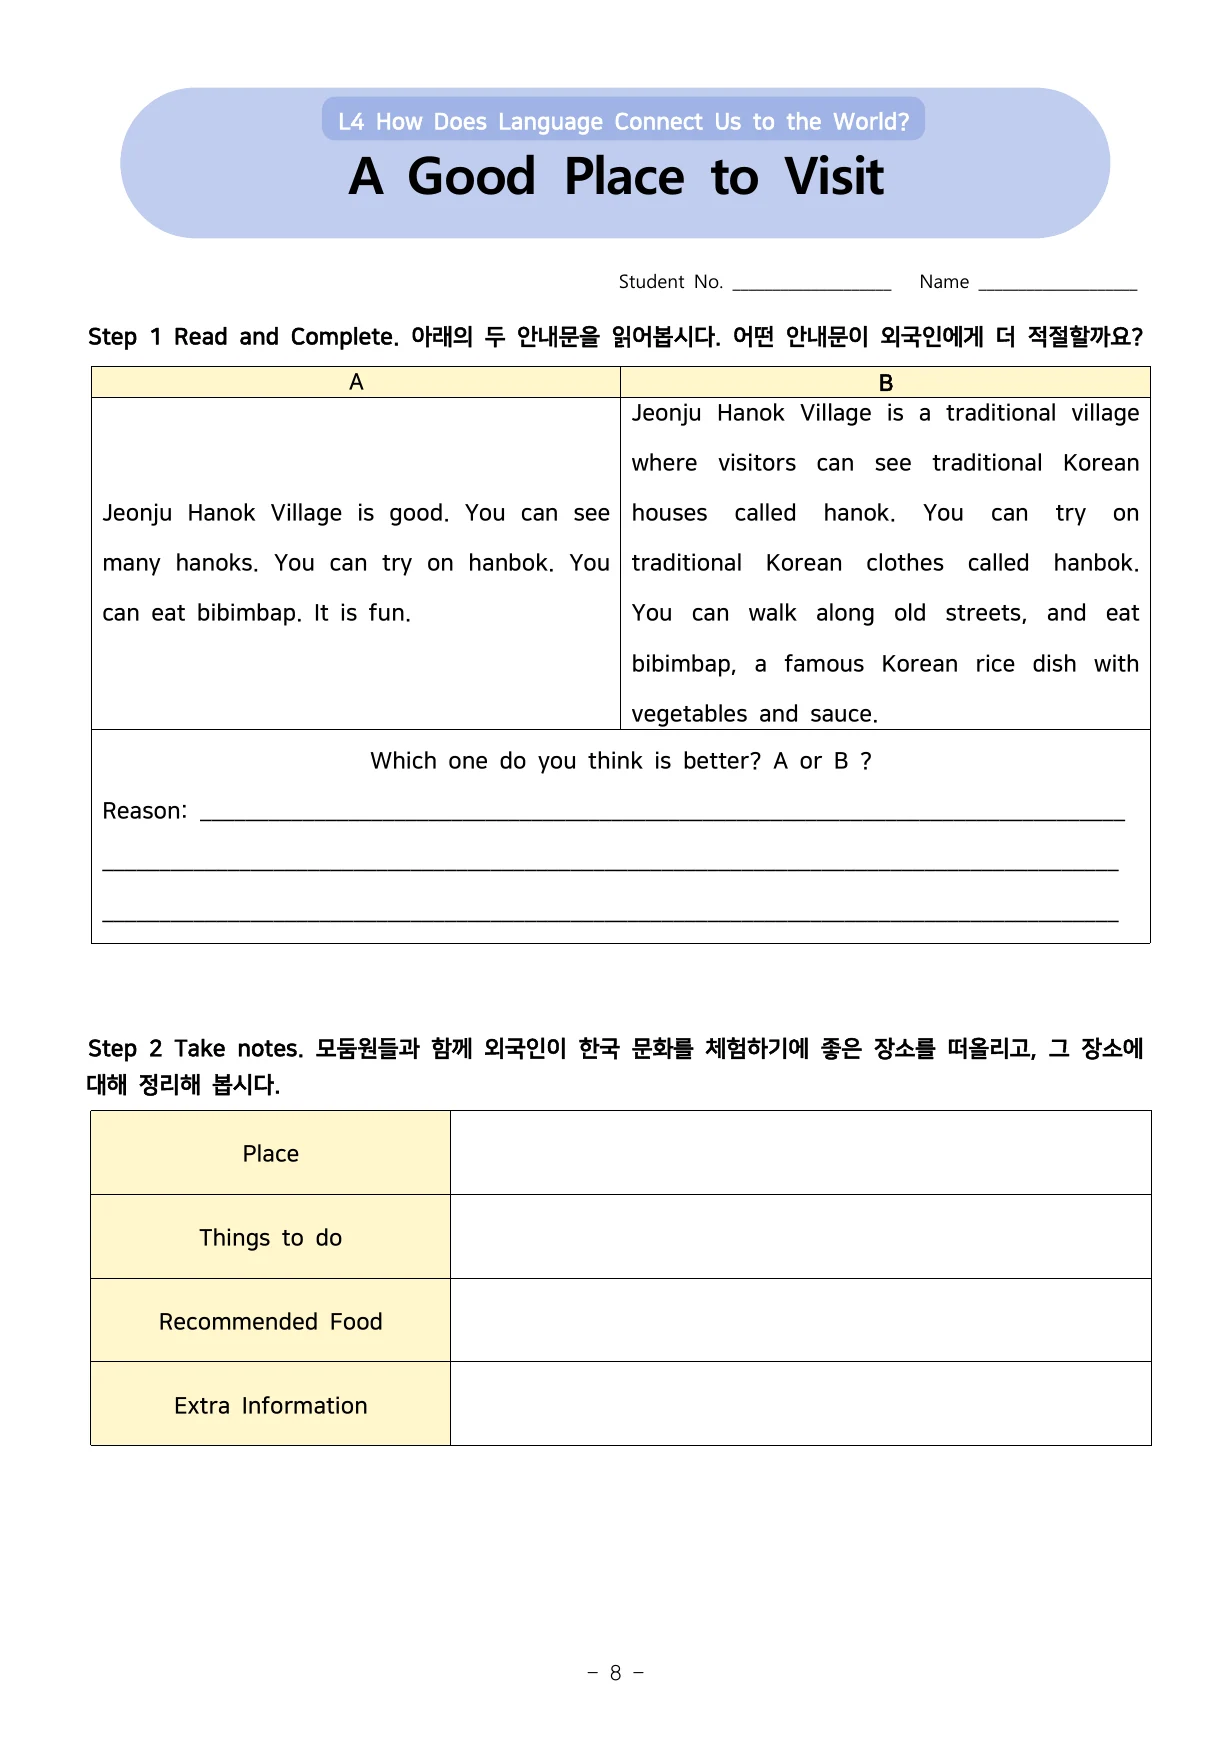 L4 How Does Language Connect Us to the World?
A Good Place to Visit
Student No. ________________ Name ________________
Step 1 Read and Complete. 아래의 두 안내문을 읽어봅시다. 어떤 안내문이 외국인에게 더 적절할까요?
A
B
Jeonju Hanok Village is good. You can see
many hanoks. You can try on hanbok. You
can eat bibimbap. It is fun.
Jeonju Hanok Village is a traditional village
where visitors can see traditional Korean
houses called hanok. You can try on
traditional Korean clothes called hanbok.
You can walk along old streets, and eat
bibimbap, a famous Korean rice dish with
vegetables and sauce.
Which one do you think is better? A or B ?
Reason: ________________
Step 2 Take notes. 모둠원들과 함께 외국인이 한국 문화를 체험하기에 좋은 장소를 떠올리고, 그 장소에
대해 정리해 봅시다.
Place
Things to do
Recommended Food
Extra Information
- 8 -